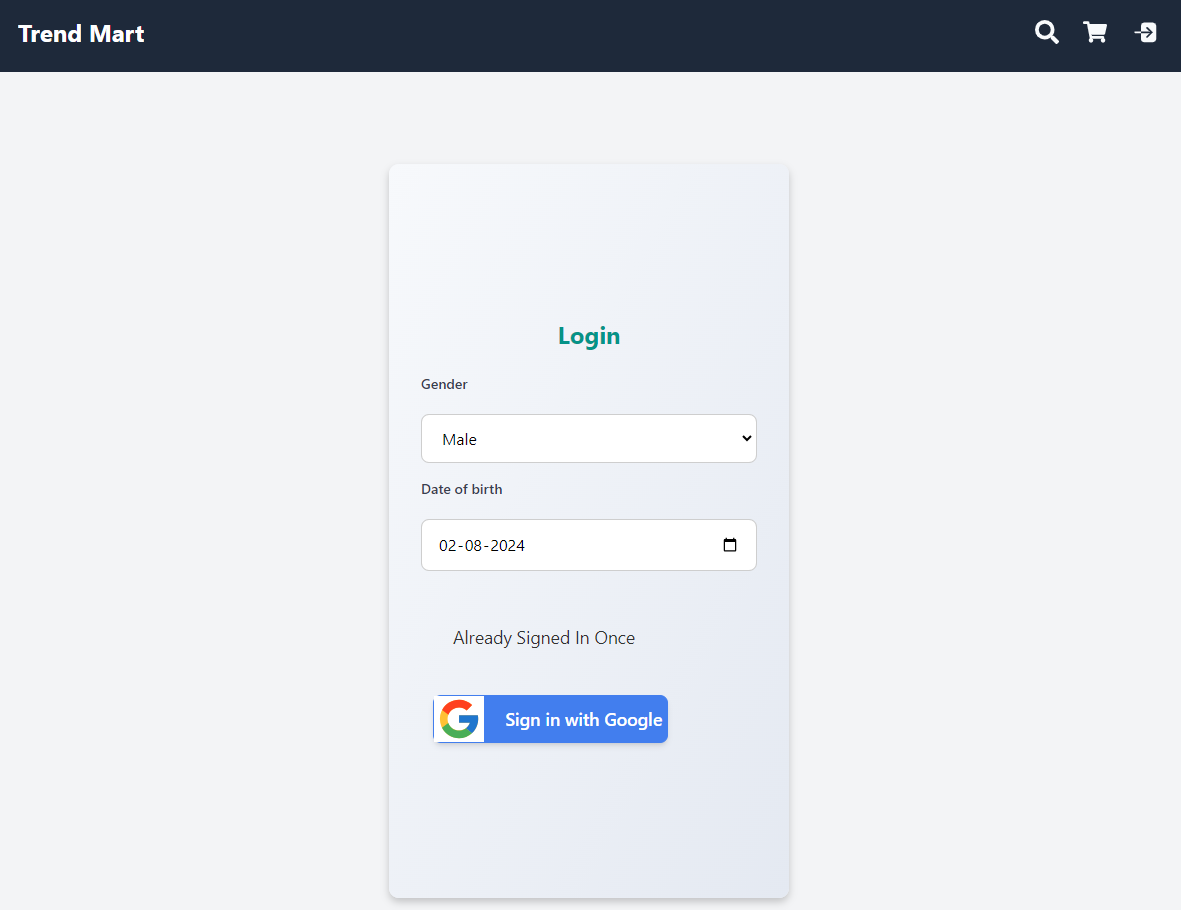 Trend Mart
Login
Gender
Male
Date of birth
02-08-2024
Already Signed In Once
Sign in with Google